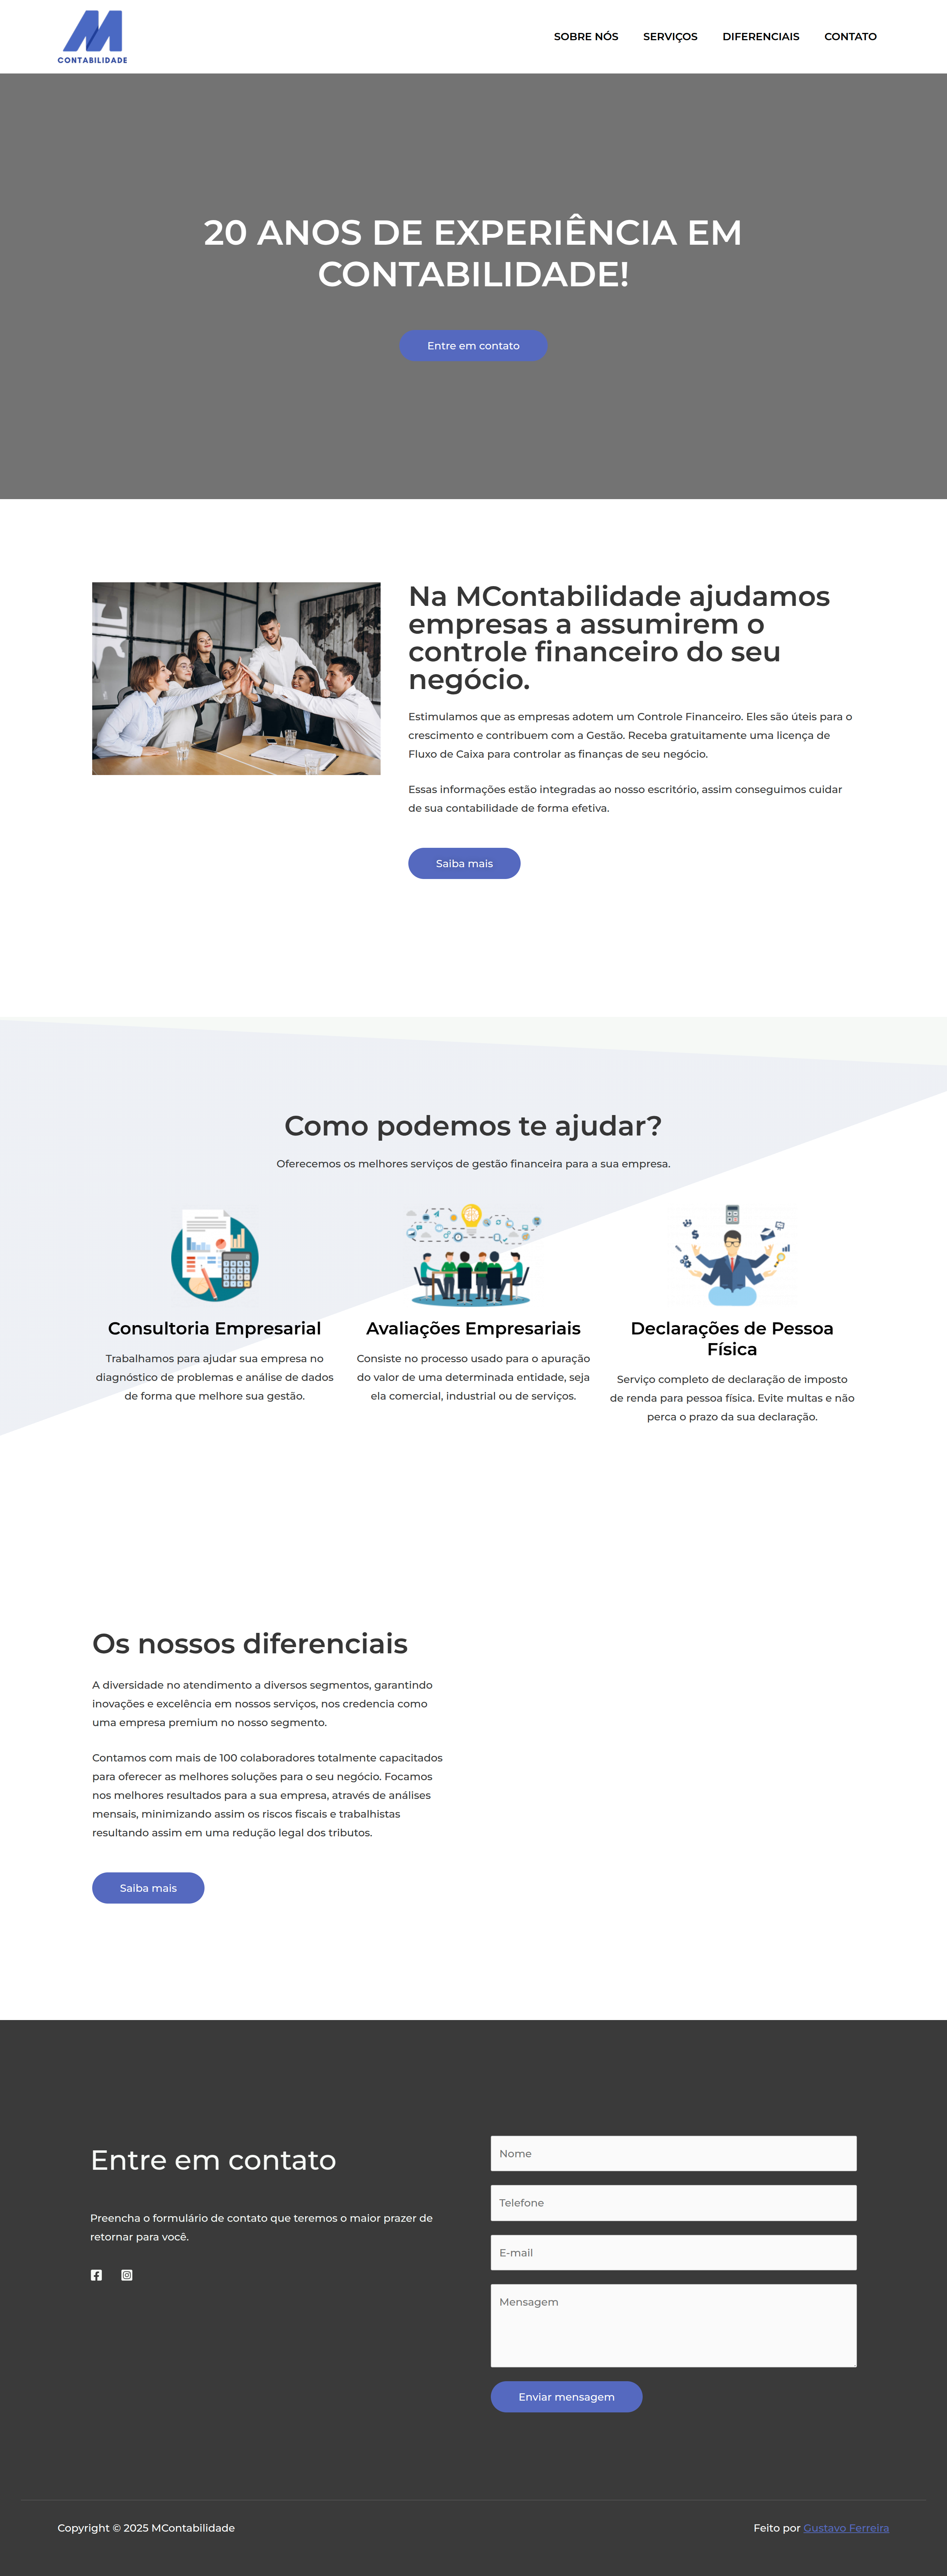 M
CONTABILIDADE
SOBRE NÓS SERVIÇOS DIFERENCIAIS CONTATO
20 ANOS DE EXPERIÊNCIA EM
CONTABILIDADE!
Entre em contato
Na MContabilidade ajudamos
empresas a assumirem o
controle financeiro do seu
negócio.
Estimulamos que as empresas adotem um Controle Financeiro. Eles são úteis para o
crescimento e contribuem com a Gestão. Receba gratuitamente uma licença de
Fluxo de Caixa para controlar as finanças de seu negócio.
Essas informações estão integradas ao nosso escritório, assim conseguimos cuidar
de sua contabilidade de forma efetiva.
Saiba mais
Como podemos te ajudar?
Oferecemos os melhores serviços de gestão financeira para a sua empresa.
Consultoria Empresarial
Trabalhamos para ajudar sua empresa no
diagnóstico de problemas e análise de dados
de forma que melhore sua gestão.
Avaliações Empresariais
Consiste no processo usado para o apuração
do valor de uma determinada entidade, seja
ela comercial, industrial ou de serviços.
Declarações de Pessoa
Física
Serviço completo de declaração de imposto
de renda para pessoa física. Evite multas e não
perca o prazo da sua declaração.
Os nossos diferenciais
A diversidade no atendimento a diversos segmentos, garantindo
inovações e excelência em nossos serviços, nos credencia como
uma empresa premium no nosso segmento.
Contamos com mais de 100 colaboradores totalmente capacitados
para oferecer as melhores soluções para o seu negócio. Focamos
nos melhores resultados para a sua empresa, através de análises
mensais, minimizando assim os riscos fiscais e trabalhistas
resultando assim em uma redução legal dos tributos.
Saiba mais
Entre em contato
Preencha o formulário de contato que teremos o maior prazer de
retornar para você.
Nome
Telefone
E-mail
Mensagem
Enviar mensagem
Copyright © 2025 MContabilidade
Feito por Gustavo Ferreira